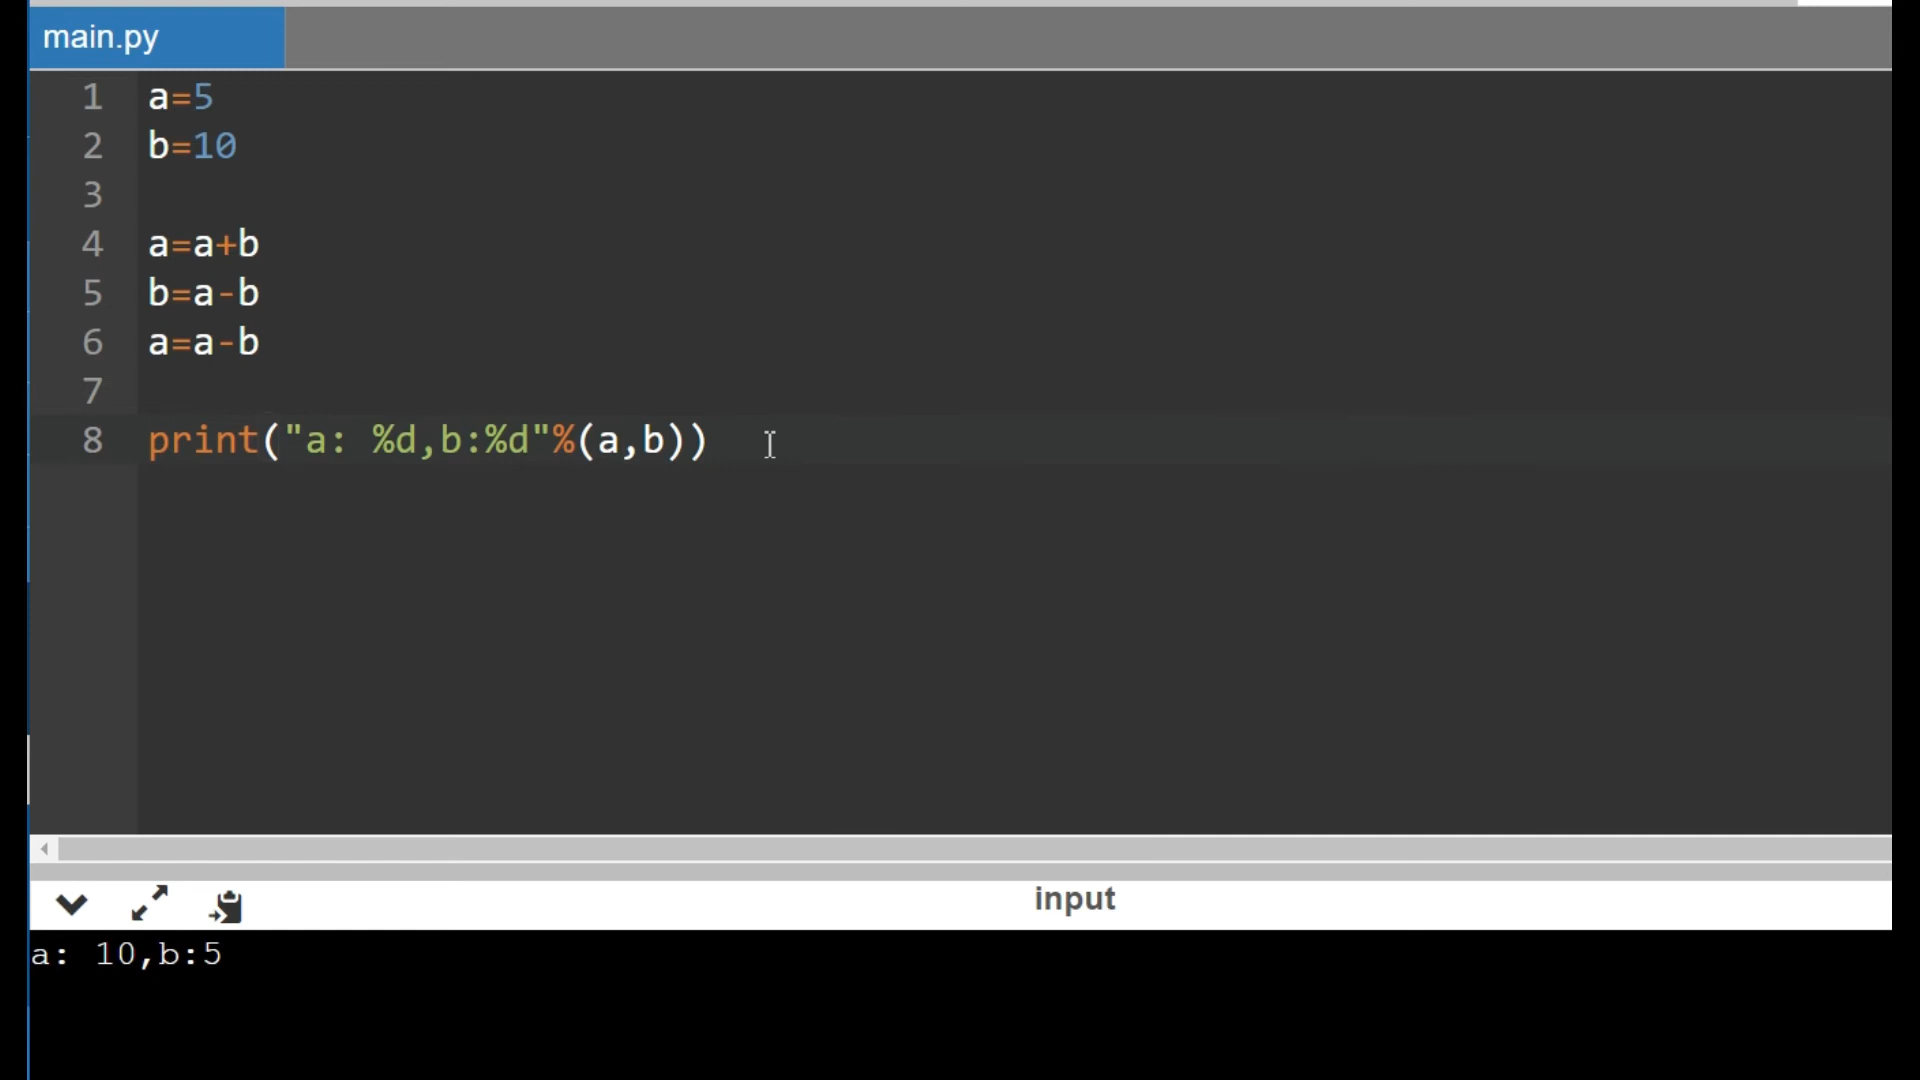 main.py
1 a=5
2 b=10
3
4 a=a+b
5 b=a-b
6 a=a-b
7
8 print("a: %d,b:%d"%(a,b))
input
a: 10,b:5